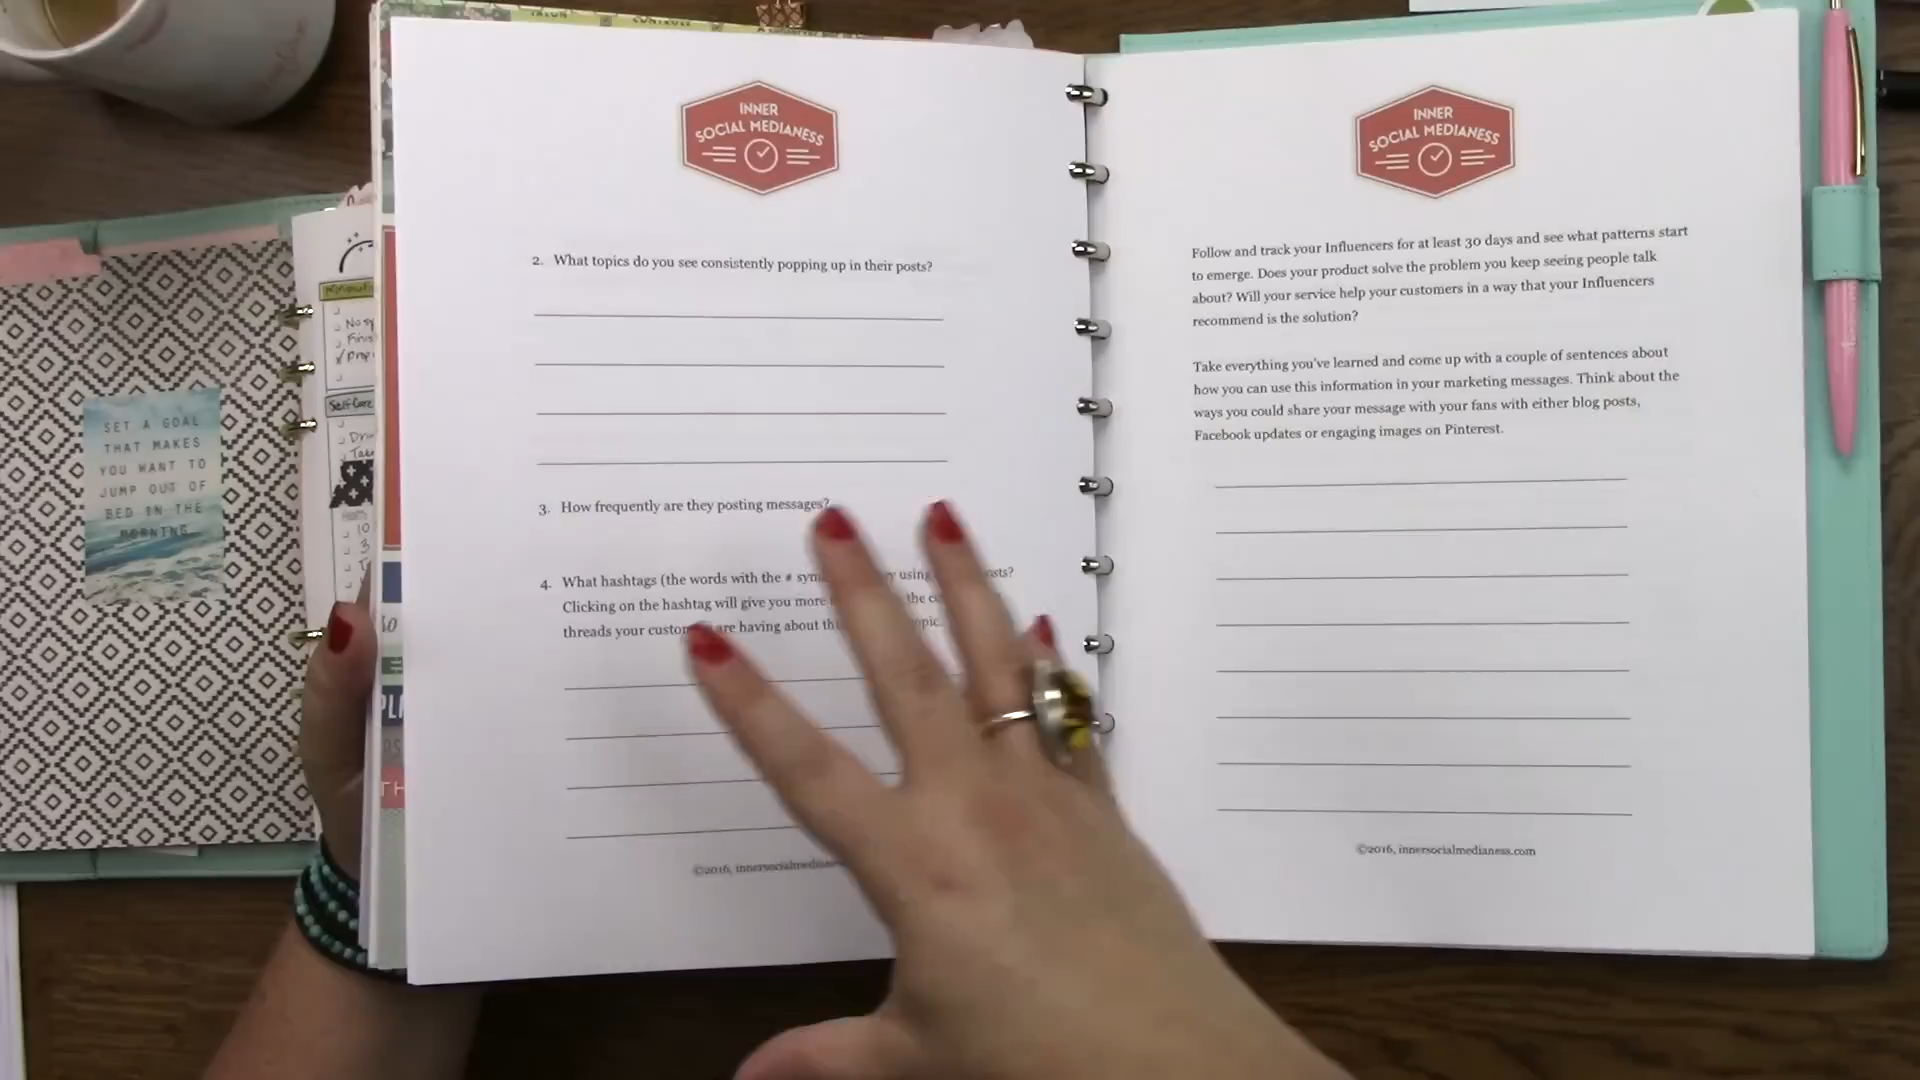 INNER
SOCIAL MEDIANESS
2. What topics do you see consistently popping up in their posts?
3. How frequently are they posting messages?
4. What hashtags (the words with the # using
Clicking on the hashtag will give you more the
threads your are having about
©2016,
INNER
SOCIAL MEDIANESS
Follow and track your Influencers for at least 30 days and see what patterns start
to emerge. Does your product solve the problem you keep seeing people talk
about? Will your service help your customers in a way that your Influencers
recommend is the solution?
Take everything you've learned and come up with a couple of sentences about
how you can use this information in your marketing messages. Think about the
ways you could share your message with your fans with either blog posts,
Facebook updates or engaging images on Pinterest.
©2016, innersocialmedianess.com
SET A GOAL
THAT MAKES
YOU WANT TO
JUMP OUT OF
BED IN THE
MORNING
Self Care